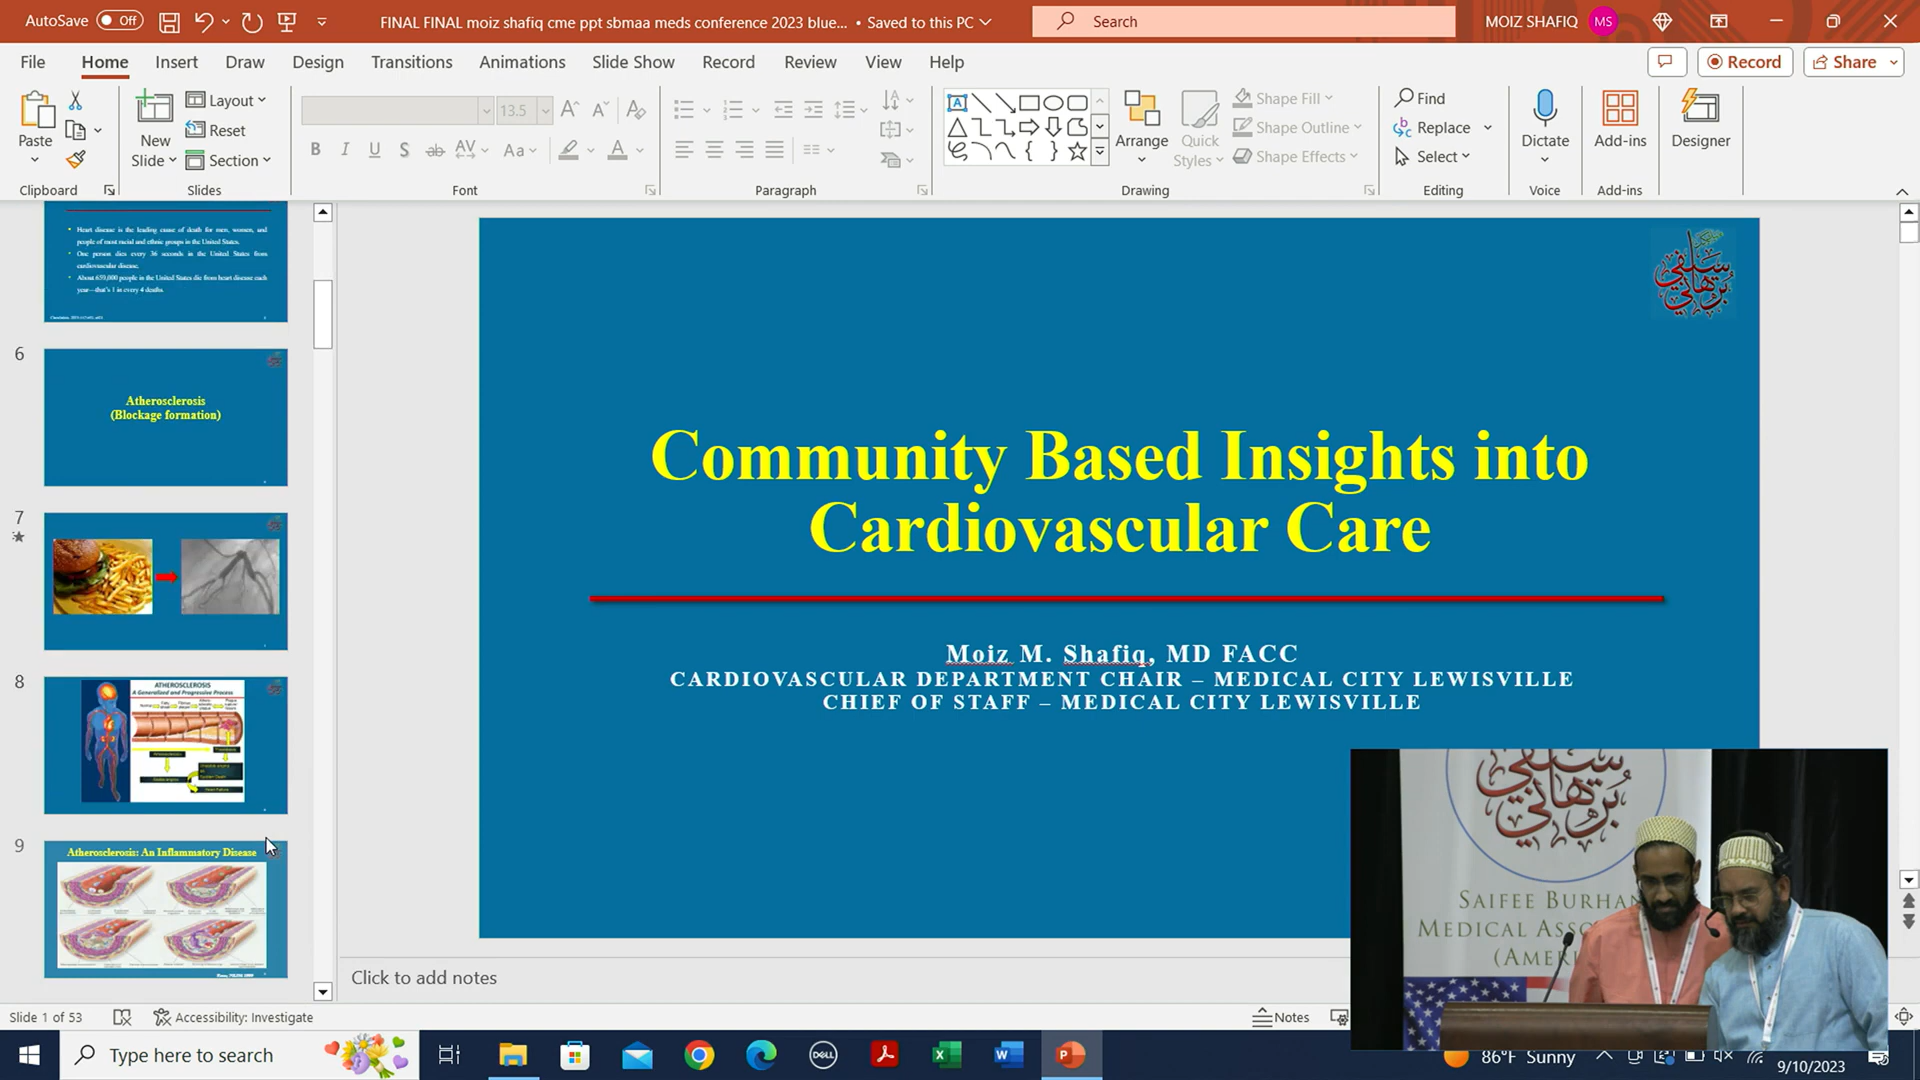 AutoSave Off
FINAL FINAL moiz shafiq cme ppt sbmaa meds conference 2023 blue... • Saved to this PC
Search
MOIZ SHAFIQ MS
File Home Insert Draw Design Transitions Animations Slide Show Record Review View Help
Record Share
Paste
New Slide
Layout
Reset
Section
13.5
B I U S ab AV Aa A
Arrange
Quick Styles
Shape Fill
Shape Outline
Shape Effects
Find
Replace
Select
Dictate
Add-ins
Designer
Clipboard Slides Font Paragraph Drawing Editing Voice Add-ins
Heart disease is the leading cause of death for men, women, and
people of most racial and ethnic groups in the United States.
One person dies every 36 seconds in the United States from
cardiovascular disease.
About 659,000 people in the United States die from heart disease each
year—that's 1 in every 4 deaths.
6
Atherosclerosis
(Blockage formation)
7
8
ATHEROSCLEROSIS
A Generalized and Progressive Process
9
Atherosclerosis: An Inflammatory Disease
سيفي برهاني
Community Based Insights into
Cardiovascular Care
Moiz M. Shafiq, MD FACC
CARDIOVASCULAR DEPARTMENT CHAIR – MEDICAL CITY LEWISVILLE
CHIEF OF STAFF – MEDICAL CITY LEWISVILLE
سيفي برهاني
SAIFEE BURHAN
MEDICAL ASSO
(AMERI
Click to add notes
Slide 1 of 53
Accessibility: Investigate
Notes
Type here to search
DELL
86°F Sunny
9/10/2023